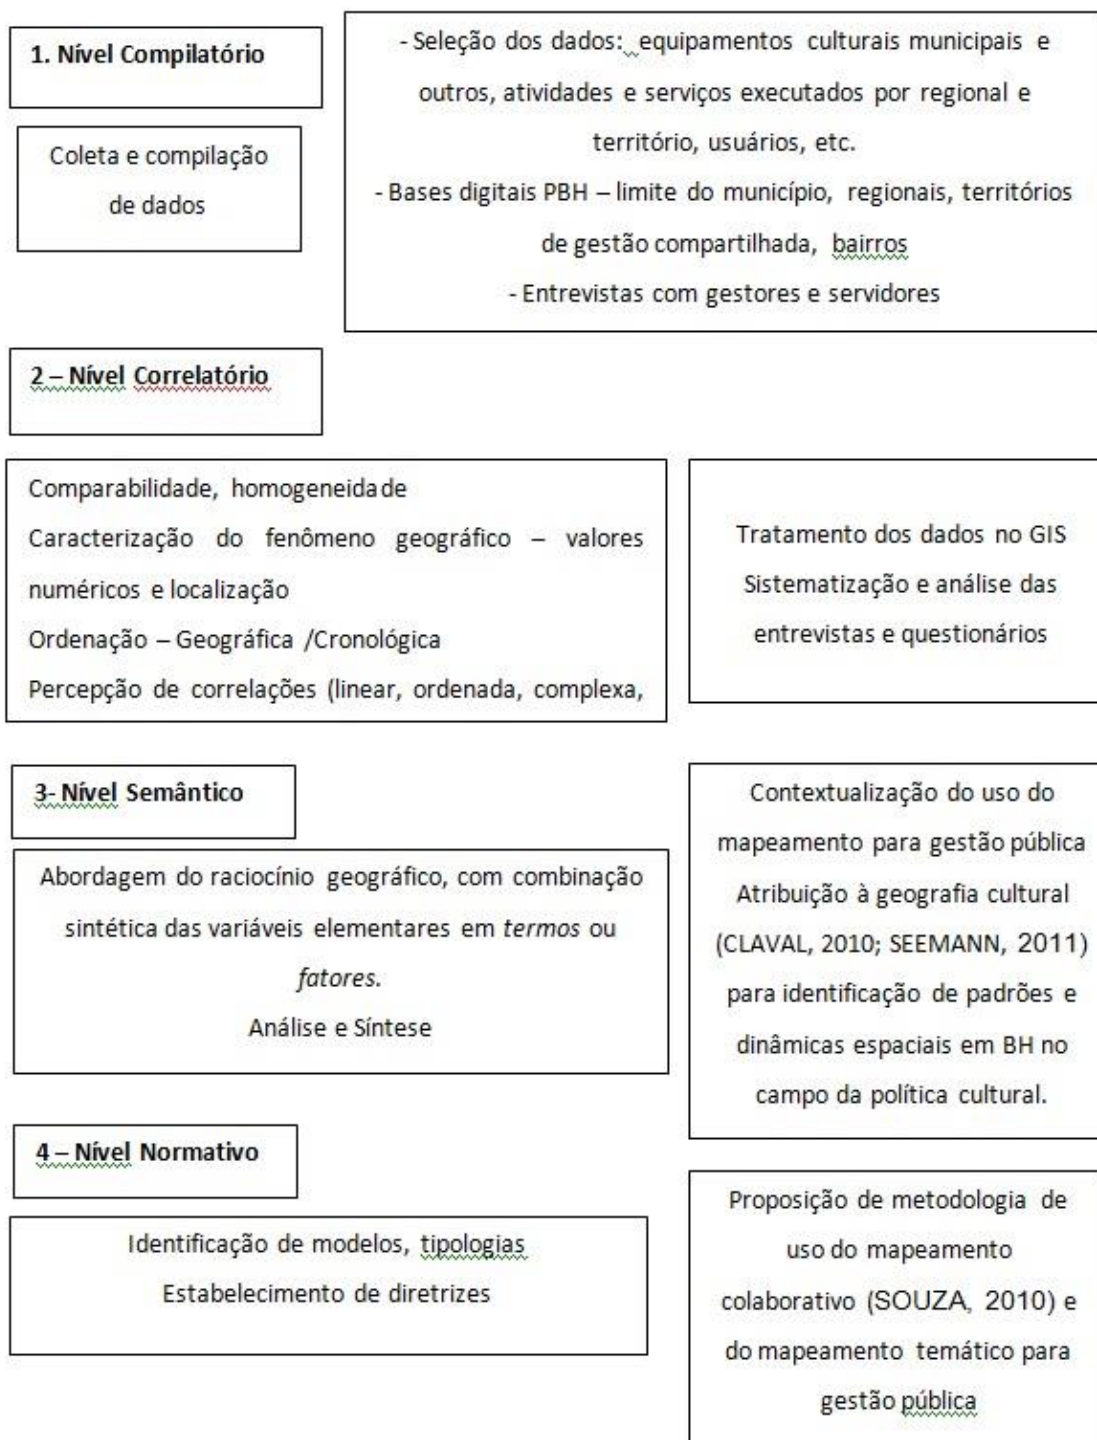 1. Nível Compilatório
Coleta e compilação
de dados
- Seleção dos dados: equipamentos culturais municipais e
outros, atividades e serviços executados por regional e
território, usuários, etc.
- Bases digitais PBH – limite do município, regionais, territórios
de gestão compartilhada, bairros
- Entrevistas com gestores e servidores
2 – Nível Correlatório
Comparabilidade, homogeneidade
Caracterização do fenômeno geográfico – valores
numéricos e localização
Ordenação – Geográfica /Cronológica
Percepção de correlações (linear, ordenada, complexa,
Tratamento dos dados no GIS
Sistematização e análise das
entrevistas e questionários
3- Nível Semântico
Abordagem do raciocínio geográfico, com combinação
sintética das variáveis elementares em termos ou
fatores.
Análise e Síntese
Contextualização do uso do
mapeamento para gestão pública
Atribuição à geografia cultural
(CLAVAL, 2010; SEEMANN, 2011)
para identificação de padrões e
dinâmicas espaciais em BH no
campo da política cultural.
4 – Nível Normativo
Identificação de modelos, tipologias
Estabelecimento de diretrizes
Proposição de metodologia de
uso do mapeamento
colaborativo (SOUZA, 2010) e
do mapeamento temático para
gestão pública